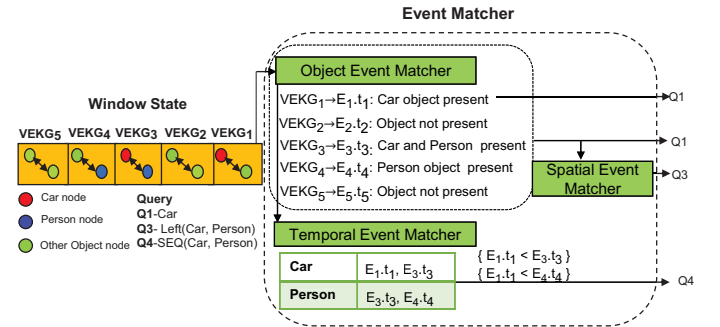 Event Matcher
Object Event Matcher
Window State
VEKG5 VEKG4 VEKG3 VEKG2 VEKG1
VEKG1→E1.t1: Car object present
VEKG2→E2.t2: Object not present
VEKG3→E3.t3: Car and Person present
VEKG4→E4.t4: Person object present
VEKG5→E5.t5: Object not present
Q1
Q1
Spatial Event Matcher
Q3
Car node
Person node
Other Object node
Query
Q1-Car
Q3- Left(Car, Person)
Q4-SEQ(Car, Person)
Temporal Event Matcher
Car E1.t1, E3.t3
Person E3.t3, E4.t4
{ E1.t1 < E3.t3 }
{ E1.t1 < E4.t4 }
Q4